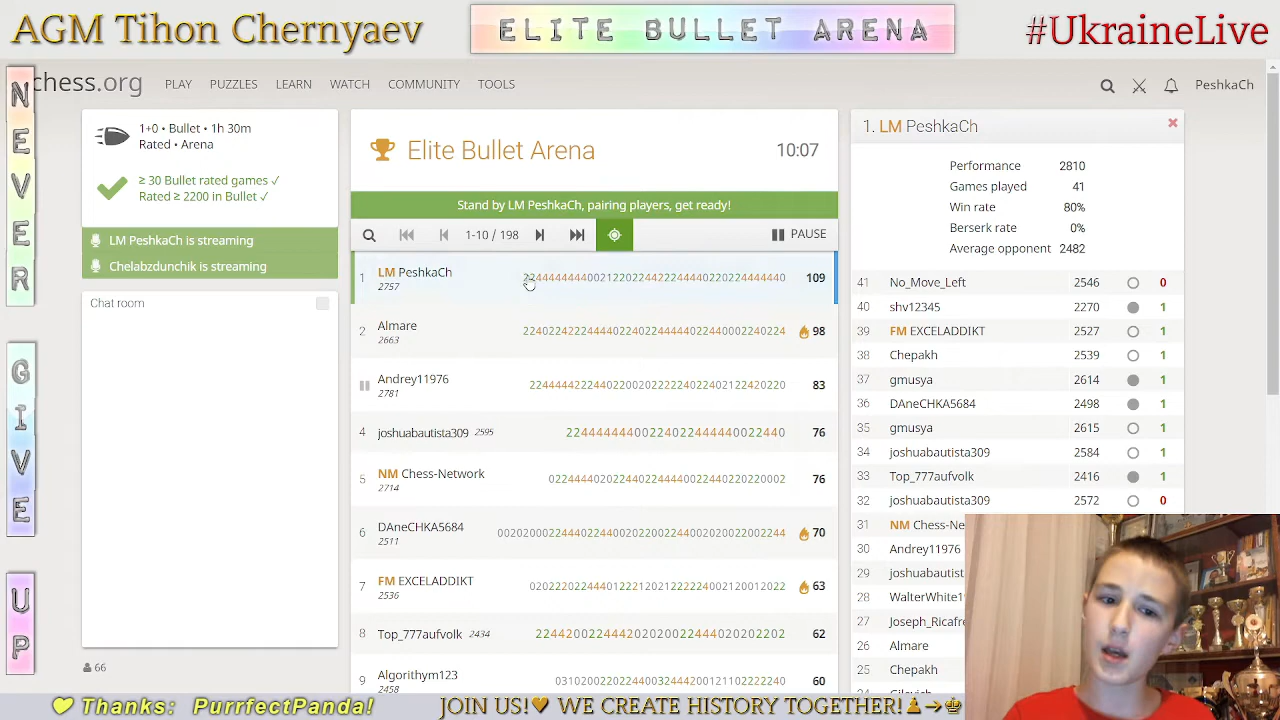 AGM Tihon Chernyaev
ELITE BULLET ARENA
#UkraineLive
NEVER
GIVE
UP
chess.org
PLAY PUZZLES LEARN WATCH COMMUNITY TOOLS
PeshkaCh
1+0 • Bullet • 1h 30m
Rated • Arena
≥ 30 Bullet rated games ✓
Rated ≥ 2200 in Bullet ✓
LM PeshkaCh is streaming
Chelabzdunchik is streaming
Chat room
66
Elite Bullet Arena 10:07
Stand by LM PeshkaCh, pairing players, get ready!
1-10 / 198 PAUSE
1 LM PeshkaCh 109
2757
2 Almare 2240224222444402240224444022440002240224 98
2663
Andrey11976 83
2781
4 joshuabautista309 2595 76
5 NM Chess-Network 76
2714
6 DAneCHKA5684 70
2511
7 FM EXCELADDIKT 63
2536
8 Top_777aufvolk 2434 62
9 Algorithym123 60
2458
1. LM PeshkaCh
Performance 2810
Games played 41
Win rate 80%
Berserk rate 0%
Average opponent 2482
41 No_Move_Left 2546 0
40 shv12345 2270 1
39 FM EXCELADDIKT 2527 1
38 Chepakh 2539 1
37 gmusya 2614 1
36 DAneCHKA5684 2498 1
35 gmusya 2615 1
34 joshuabautista309 2584 1
33 Top_777aufvolk 2416 1
32 joshuabautista309 2572 0
31 NM Chess-Ne
30 Andrey11976
29 joshuabautista
28
27
26 Almare
25 Chepakh
Thanks: PurrfectPanda!
JOIN US! WE CREATE HISTORY TOGETHER!